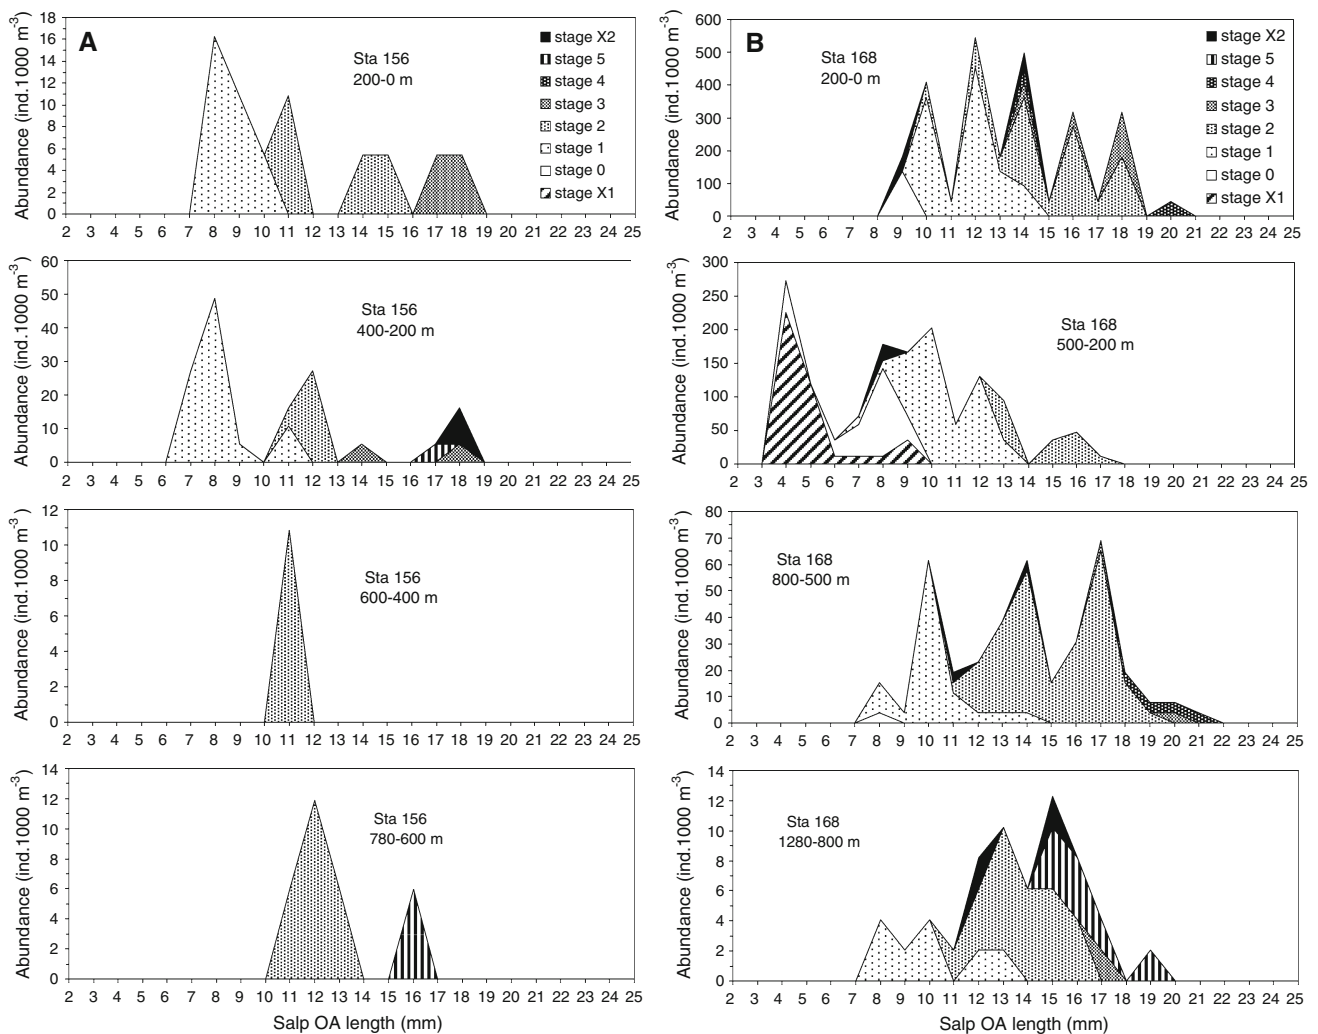 A
Sta 156
200-0 m
stage X2
stage 5
stage 4
stage 3
stage 2
stage 1
stage 0
stage X1
Abundance (ind.1000 m-3)
18
16
14
12
10
8
6
4
2
0
2 3 4 5 6 7 8 9 10 11 12 13 14 15 16 17 18 19 20 21 22 23 24 25
Sta 156
400-200 m
Abundance (ind.1000 m-3)
60
50
40
30
20
10
0
2 3 4 5 6 7 8 9 10 11 12 13 14 15 16 17 18 19 20 21 22 23 24 25
Sta 156
600-400 m
Abundance (ind.1000 m-3)
12
10
8
6
4
2
0
2 3 4 5 6 7 8 9 10 11 12 13 14 15 16 17 18 19 20 21 22 23 24 25
Sta 156
780-600 m
Abundance (ind.1000 m-3)
14
12
10
8
6
4
2
0
2 3 4 5 6 7 8 9 10 11 12 13 14 15 16 17 18 19 20 21 22 23 24 25
Salp OA length (mm)
B
Sta 168
200-0 m
stage X2
stage 5
stage 4
stage 3
stage 2
stage 1
stage 0
stage X1
Abundance (ind.1000 m-3)
600
500
400
300
200
100
0
2 3 4 5 6 7 8 9 10 11 12 13 14 15 16 17 18 19 20 21 22 23 24 25
Sta 168
500-200 m
Abundance (ind.1000 m-3)
300
250
200
150
100
50
0
2 3 4 5 6 7 8 9 10 11 12 13 14 15 16 17 18 19 20 21 22 23 24 25
Sta 168
800-500 m
Abundance (ind.1000 m-3)
80
70
60
50
40
30
20
10
0
2 3 4 5 6 7 8 9 10 11 12 13 14 15 16 17 18 19 20 21 22 23 24 25
Sta 168
1280-800 m
Abundance (ind.1000 m-3)
14
12
10
8
6
4
2
0
2 3 4 5 6 7 8 9 10 11 12 13 14 15 16 17 18 19 20 21 22 23 24 25
Salp OA length (mm)